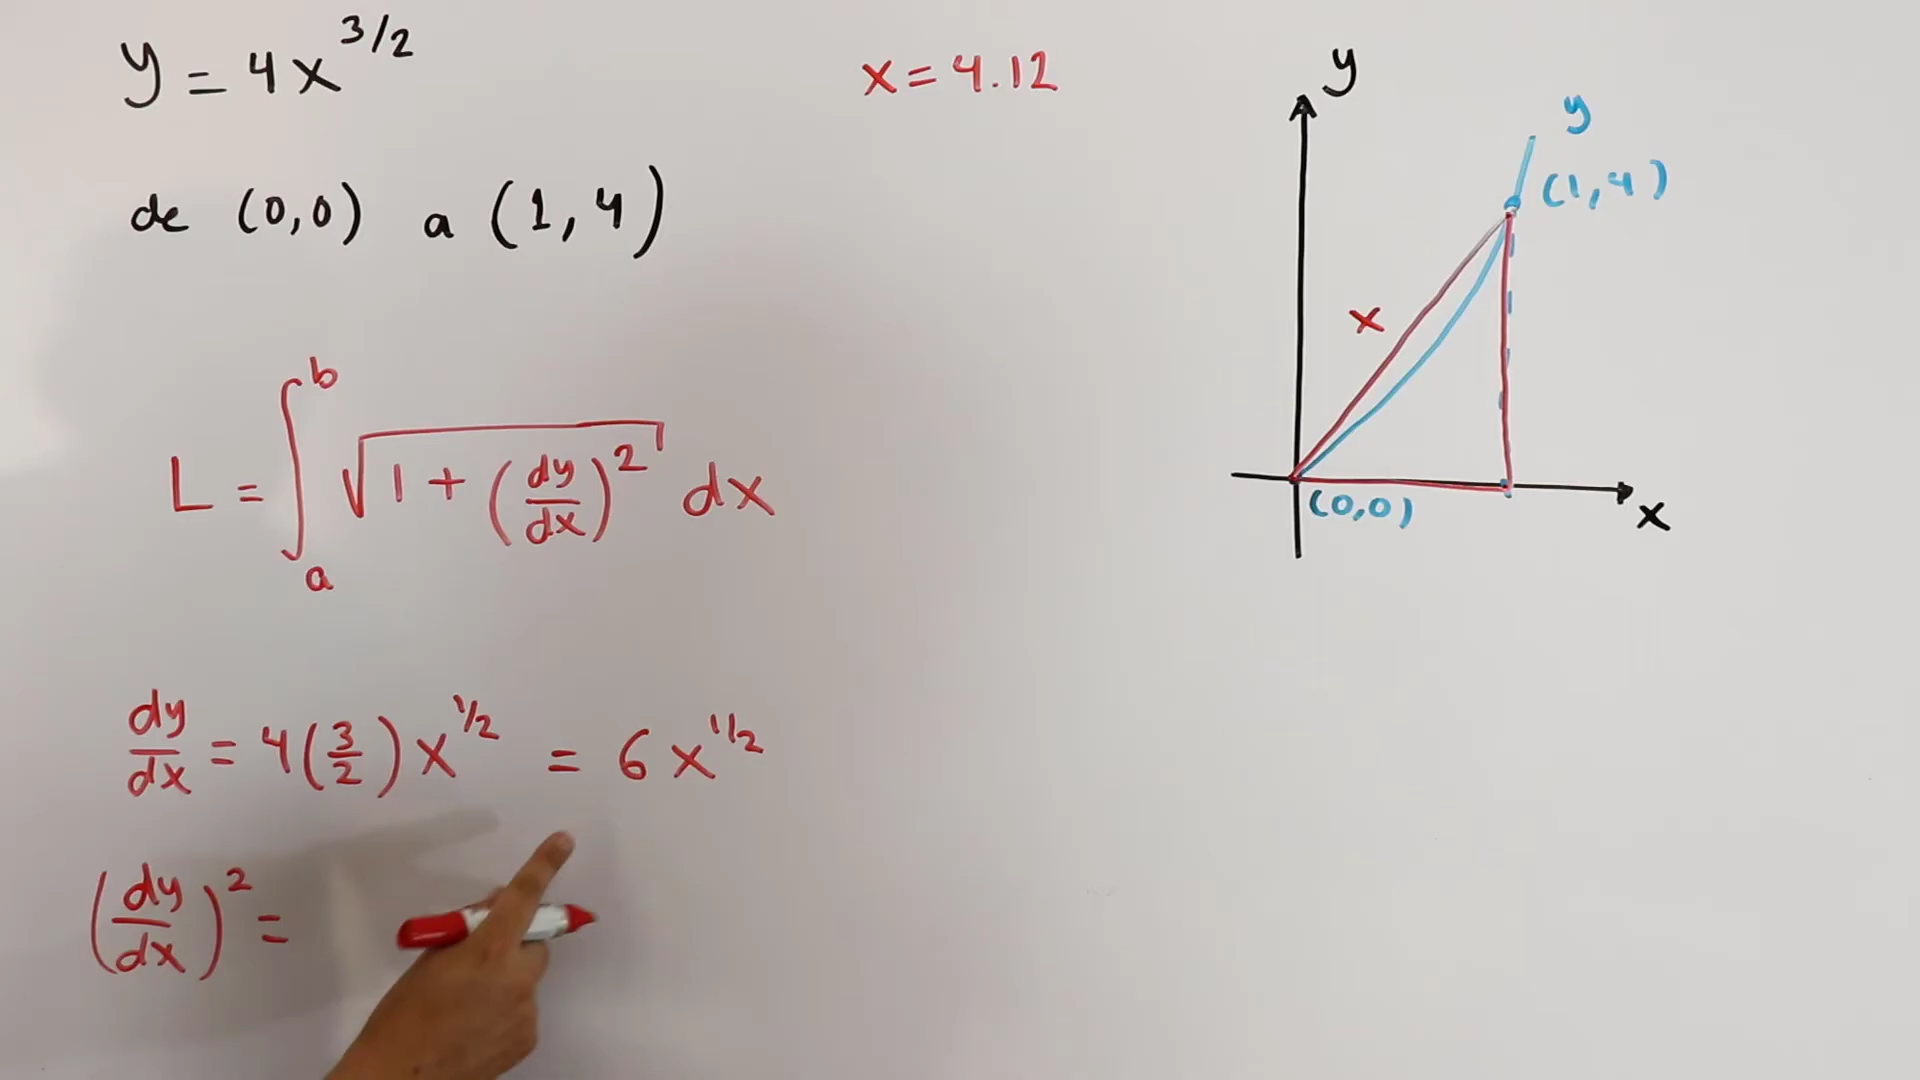 y = 4x^{3/2}
x = 4.12
de (0,0) a (1,4)
L = ∫_a^b √(1 + (dy/dx)^2) dx
dy/dx = 4(3/2)x^{1/2} = 6x^{1/2}
(dy/dx)^2 =
y
y
(1,4)
x
(0,0)
x